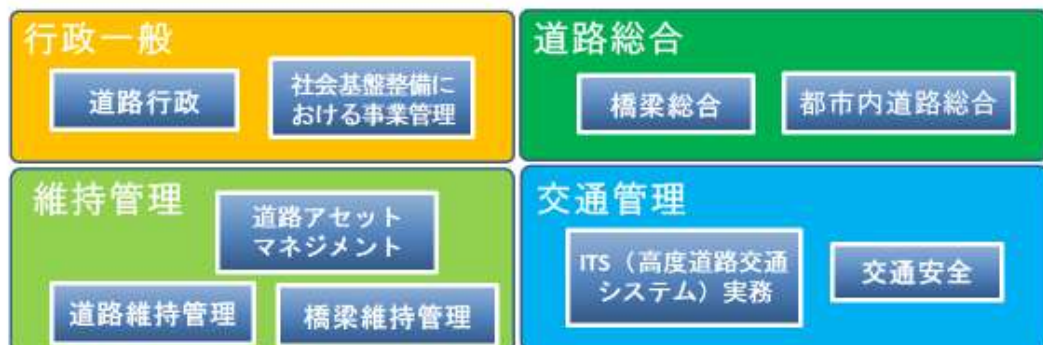 行政一般
道路行政
社会基盤整備に
おける事業管理
道路総合
橋梁総合
都市内道路総合
維持管理
道路アセット
マネジメント
道路維持管理
橋梁維持管理
交通管理
ITS（高度道路交通
システム）実務
交通安全